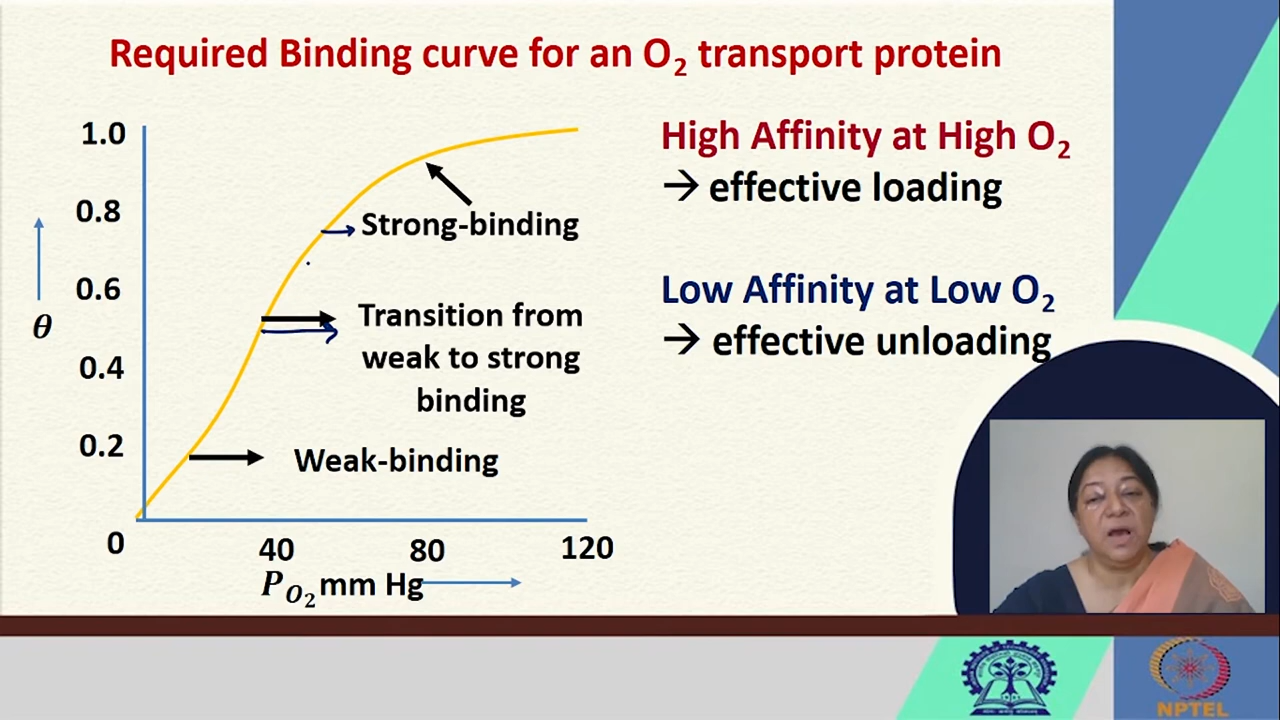 Required Binding curve for an O₂ transport protein
1.0
0.8
0.6
0.4
0.2
0
θ
40
80
120
P_O₂ mm Hg
Strong-binding
Transition from
weak to strong
binding
Weak-binding
High Affinity at High O₂
→ effective loading
Low Affinity at Low O₂
→ effective unloading
NPTEL